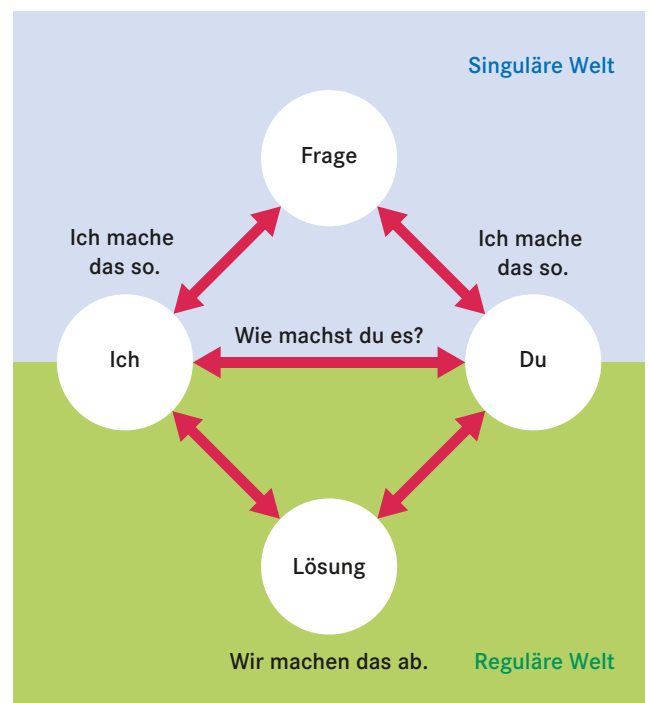 Singuläre Welt
Frage
Ich mache
das so.
Ich mache
das so.
Wie machst du es?
Ich
Du
Lösung
Wir machen das ab.
Reguläre Welt